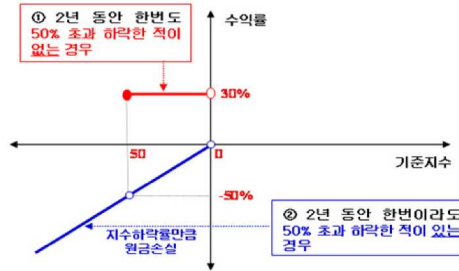 ① 2년 동안 한번도
50% 초과 하락한 적이
없는 경우
수익률
30%
50
0
기준지수
-50%
지수하락률만큼
원금손실
② 2년 동안 한번이라도
50% 초과 하락한 적이 있는
경우